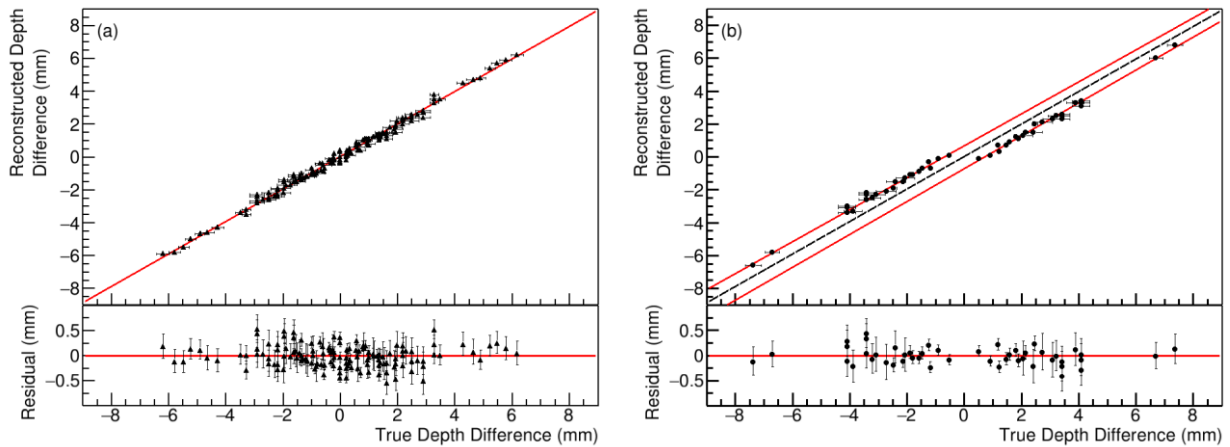 Reconstructed Depth
Difference (mm)
(a)
8
6
4
2
0
−2
−4
−6
−8
Residual (mm)
0.5
0
−0.5
−8 −6 −4 −2 0 2 4 6 8
True Depth Difference (mm)
Reconstructed Depth
Difference (mm)
(b)
8
6
4
2
0
−2
−4
−6
−8
Residual (mm)
0.5
0
−0.5
−8 −6 −4 −2 0 2 4 6 8
True Depth Difference (mm)